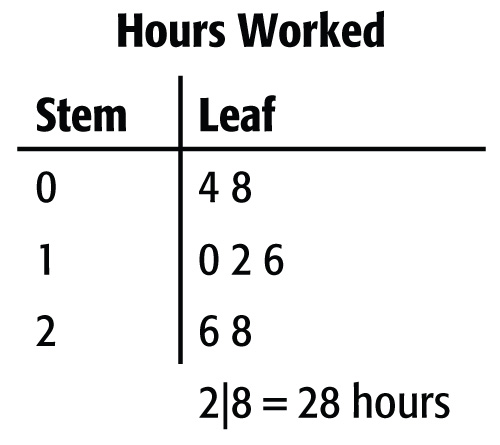 Hours Worked
Stem Leaf
0 4 8
1 0 2 6
2 6 8
2|8 = 28 hours